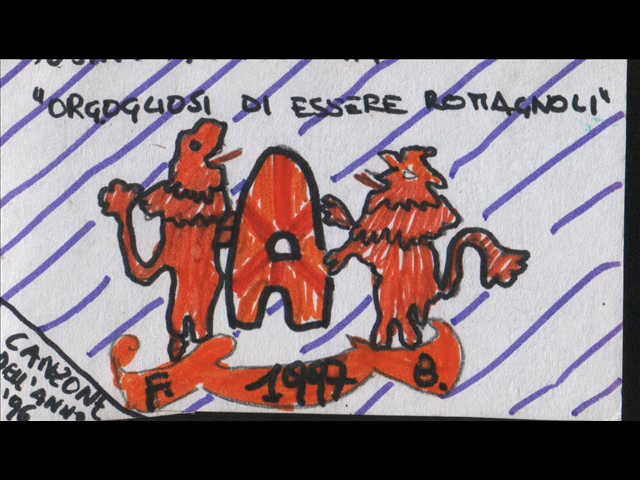 "ORGOGLIOSI DI ESSERE ROMAGNOLI"
A
F. 1997 B.
CANZONE
DELL'ANNO
'96